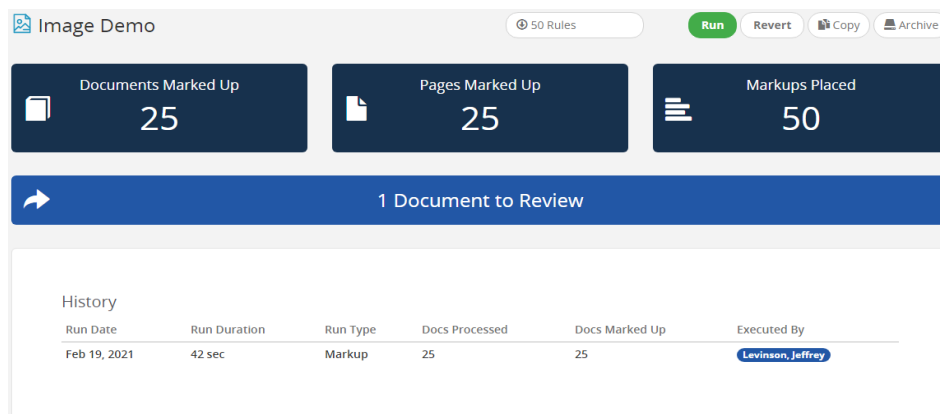 Image Demo 50 Rules Run Revert Copy Archive
Documents Marked Up Pages Marked Up Markups Placed
25 25 50
1 Document to Review
History
Run Date Run Duration Run Type Docs Processed Docs Marked Up Executed By
Feb 19, 2021 42 sec Markup 25 25 Levinson, Jeffrey